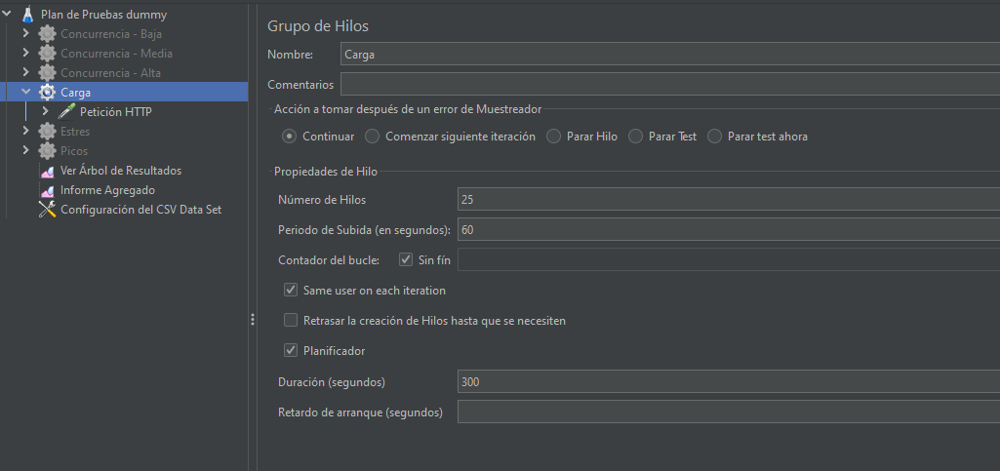 Plan de Pruebas dummy
Concurrencia - Baja
Concurrencia - Media
Concurrencia - Alta
Carga
Petición HTTP
Estres
Picos
Ver Árbol de Resultados
Informe Agregado
Configuración del CSV Data Set
Grupo de Hilos
Nombre: Carga
Comentarios
Acción a tomar después de un error de Muestreador
Continuar Comenzar siguiente iteración Parar Hilo Parar Test Parar test ahora
Propiedades de Hilo
Número de Hilos 25
Periodo de Subida (en segundos): 60
Contador del bucle: Sin fín
Same user on each iteration
Retrasar la creación de Hilos hasta que se necesiten
Planificador
Duración (segundos) 300
Retardo de arranque (segundos)